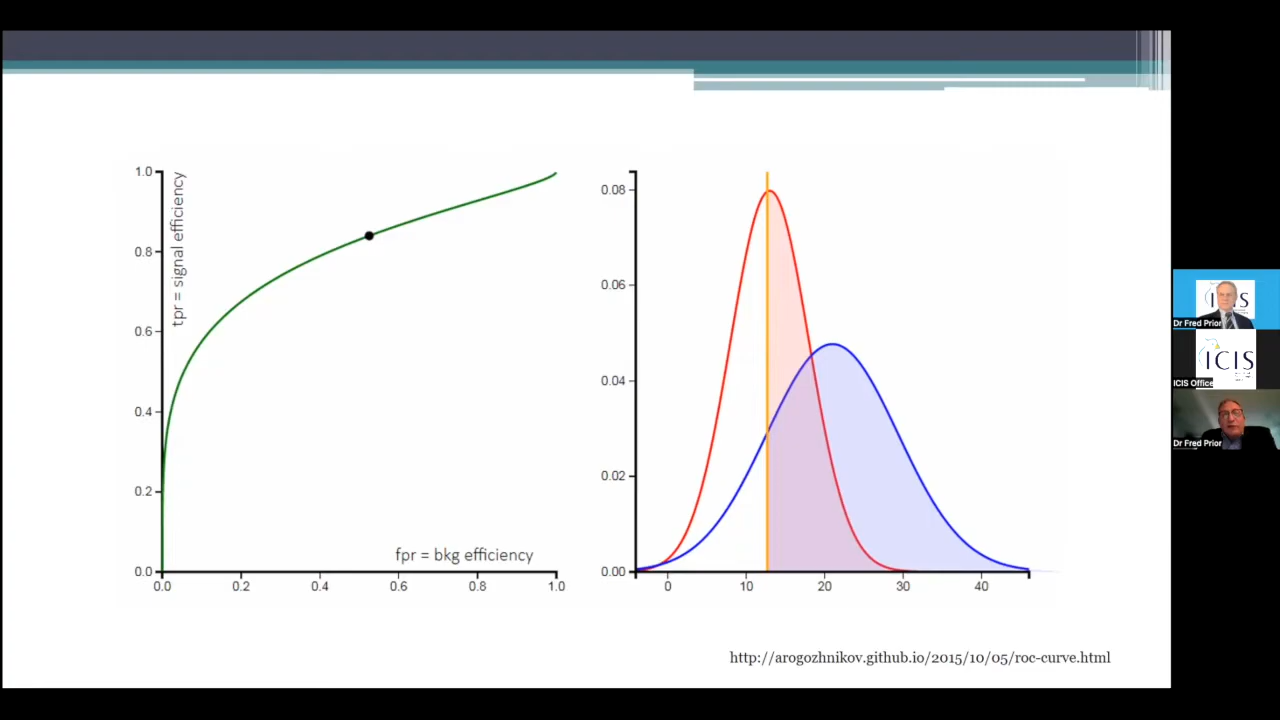 1.0
0.8
0.6
0.4
0.2
0.0
tpr = signal efficiency
fpr = bkg efficiency
0.0 0.2 0.4 0.6 0.8 1.0
0.08
0.06
0.04
0.02
0.00
0 10 20 30 40
http://arogozhnikov.github.io/2015/10/05/roc-curve.html
Dr Fred Prior
ICIS
ICIS Office
Dr Fred Prior